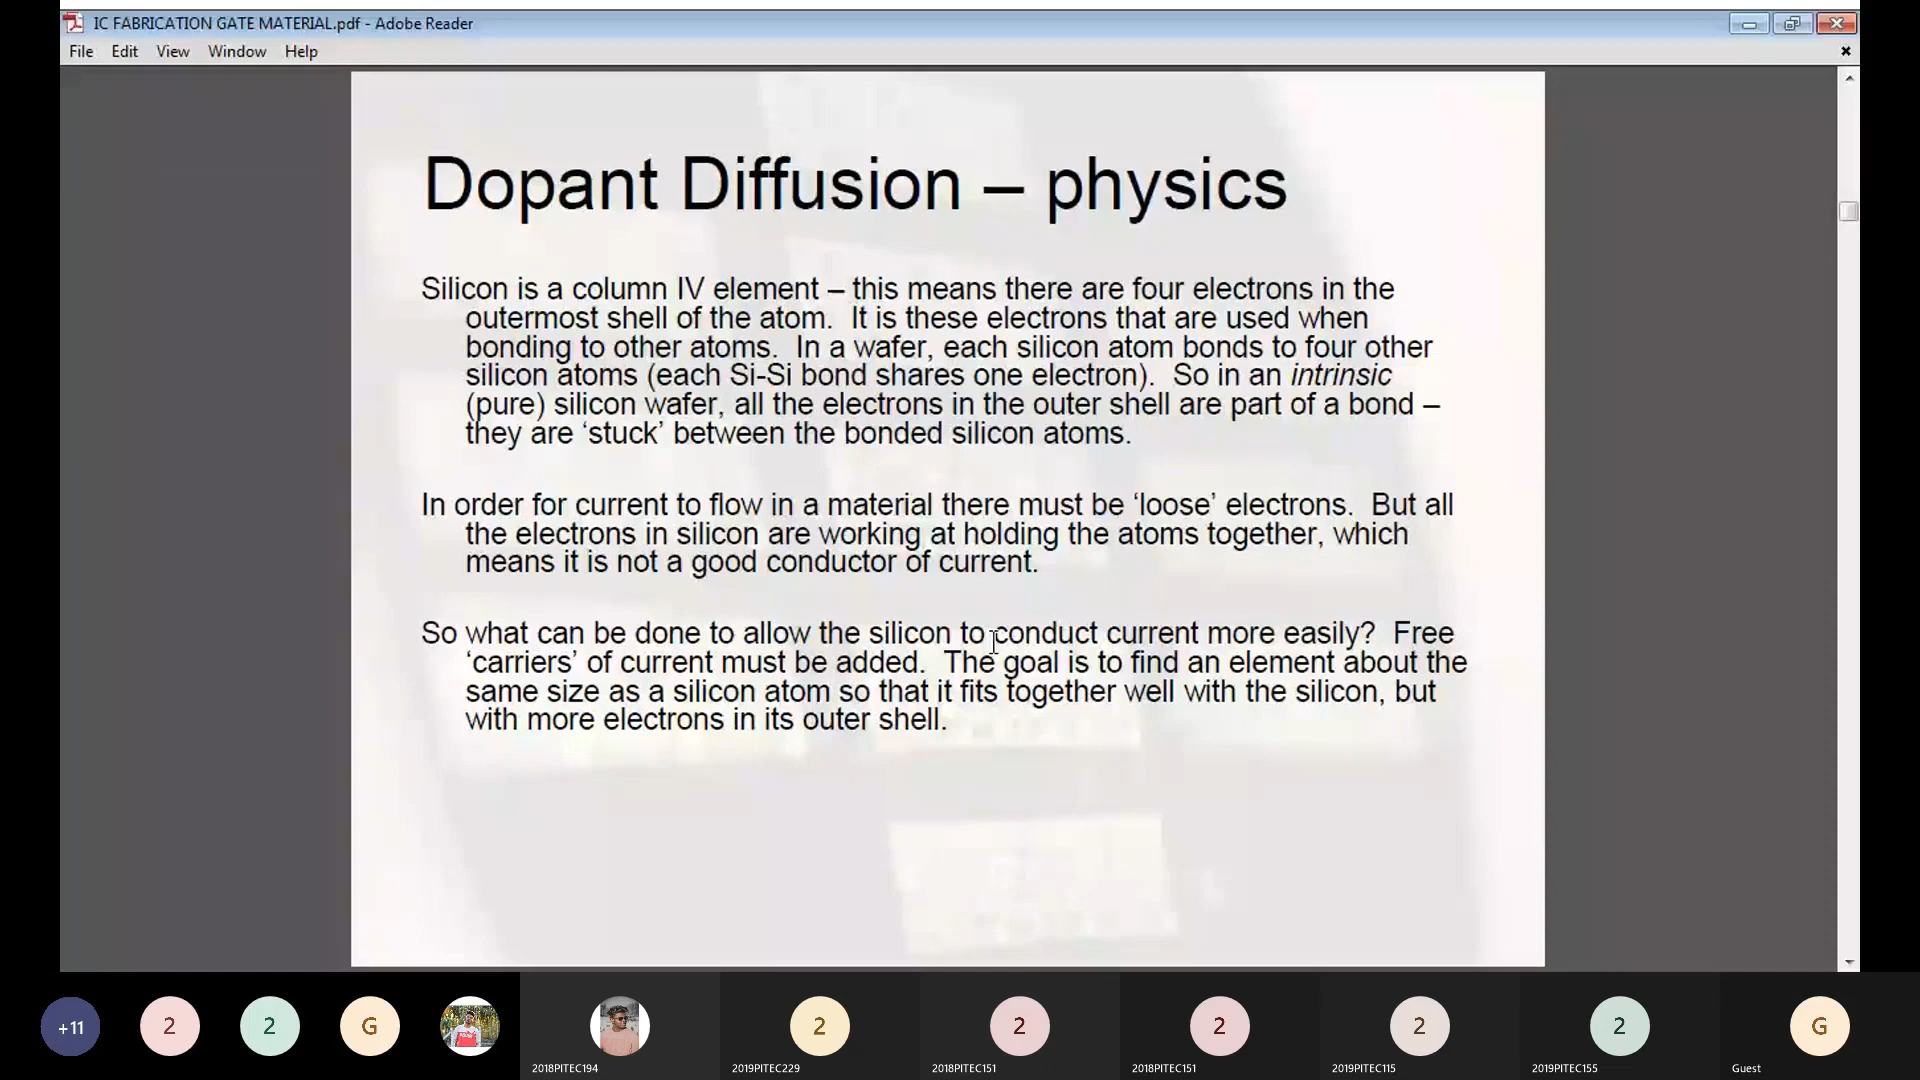 IC FABRICATION GATE MATERIAL.pdf - Adobe Reader
File Edit View Window Help
Dopant Diffusion – physics
Silicon is a column IV element – this means there are four electrons in the
outermost shell of the atom.  It is these electrons that are used when
bonding to other atoms.  In a wafer, each silicon atom bonds to four other
silicon atoms (each Si-Si bond shares one electron).  So in an intrinsic
(pure) silicon wafer, all the electrons in the outer shell are part of a bond –
they are ‘stuck’ between the bonded silicon atoms.
In order for current to flow in a material there must be ‘loose’ electrons.  But all
the electrons in silicon are working at holding the atoms together, which
means it is not a good conductor of current.
So what can be done to allow the silicon to conduct current more easily?  Free
‘carriers’ of current must be added.  The goal is to find an element about the
same size as a silicon atom so that it fits together well with the silicon, but
with more electrons in its outer shell.
+11 2 2 G 2 2 2 2 2 G
2018PITEC194 2019PITEC229 2018PITEC151 2018PITEC151 2019PITEC115 2019PITEC155 Guest